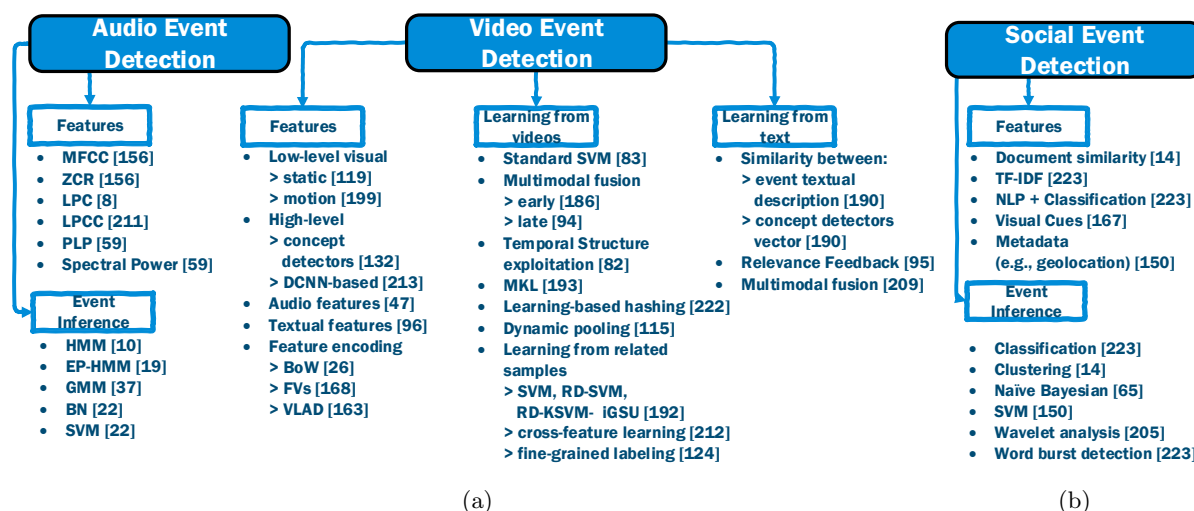 Audio Event
Detection
Features
• MFCC [156]
• ZCR [156]
• LPC [8]
• LPCC [211]
• PLP [59]
• Spectral Power [59]
Event
Inference
• HMM [10]
• EP-HMM [19]
• GMM [37]
• BN [22]
• SVM [22]
Video Event
Detection
Features
• Low-level visual
> static [119]
> motion [199]
• High-level
> concept
detectors [132]
> DCNN-based [213]
• Audio features [47]
• Textual features [96]
• Feature encoding
> BoW [26]
> FVs [168]
> VLAD [163]
Learning from
videos
• Standard SVM [83]
• Multimodal fusion
> early [186]
> late [94]
• Temporal Structure
exploitation [82]
• MKL [193]
• Learning-based hashing [222]
• Dynamic pooling [115]
• Learning from related
samples
> SVM, RD-SVM,
RD-KSVM- iGSU [192]
> cross-feature learning [212]
> fine-grained labeling [124]
Learning from
text
• Similarity between:
> event textual
description [190]
> concept detectors
vector [190]
• Relevance Feedback [95]
• Multimodal fusion [209]
(a)
Social Event
Detection
Features
• Document similarity [14]
• TF-IDF [223]
• NLP + Classification [223]
• Visual Cues [167]
• Metadata
(e.g., geolocation) [150]
Event
Inference
• Classification [223]
• Clustering [14]
• Naïve Bayesian [65]
• SVM [150]
• Wavelet analysis [205]
• Word burst detection [223]
(b)